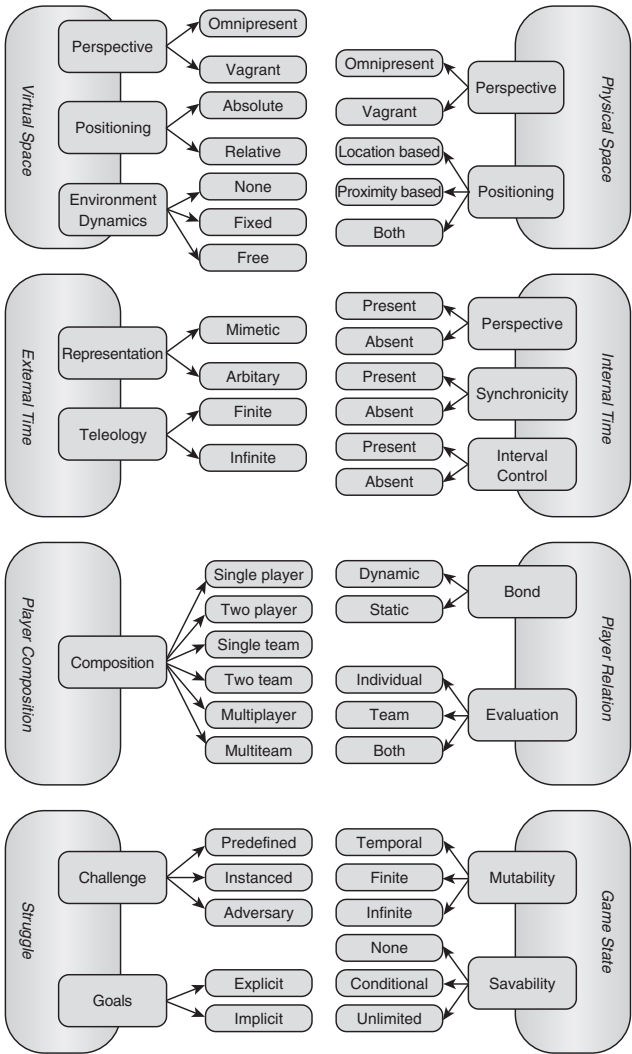 Virtual Space
Perspective
Omnipresent
Vagrant
Positioning
Absolute
Relative
Environment
Dynamics
None
Fixed
Free
Physical Space
Perspective
Omnipresent
Vagrant
Positioning
Location based
Proximity based
Both
External Time
Representation
Mimetic
Arbitary
Teleology
Finite
Infinite
Internal Time
Perspective
Present
Absent
Synchronicity
Present
Absent
Interval
Control
Present
Absent
Player Composition
Composition
Single player
Two player
Single team
Two team
Multiplayer
Multiteam
Player Relation
Bond
Dynamic
Static
Evaluation
Individual
Team
Both
Struggle
Challenge
Predefined
Instanced
Adversary
Goals
Explicit
Implicit
Game State
Mutability
Temporal
Finite
Infinite
Savability
None
Conditional
Unlimited